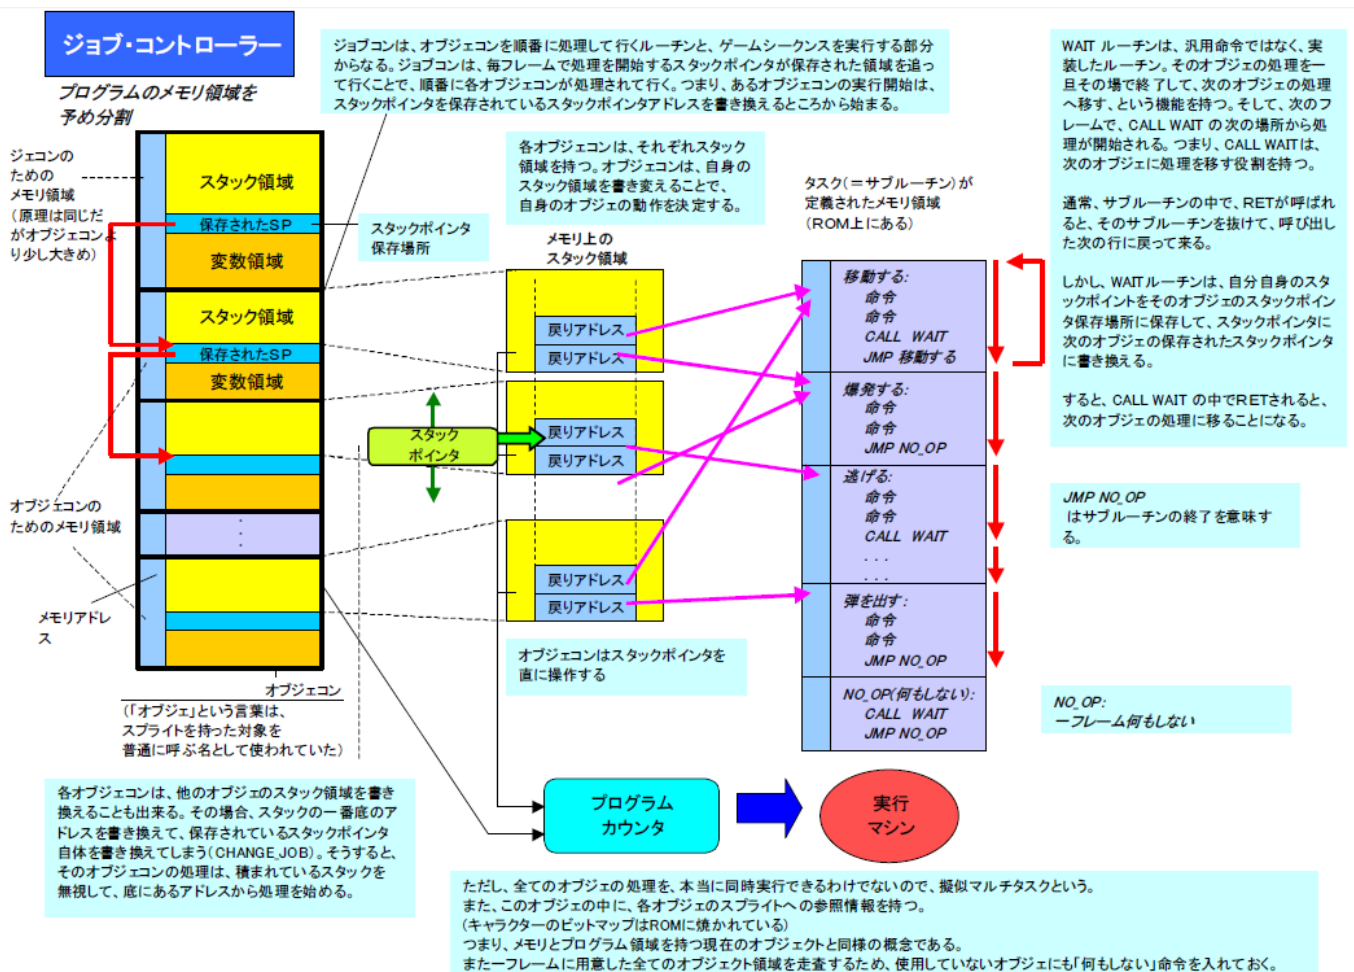 ジョブ・コントローラー
プログラムのメモリ領域を
予め分割
ジョブコンは、オブジェコンを順番に処理して行くルーチンと、ゲームシークンスを実行する部分
からなる。ジョブコンは、毎フレームで処理を開始するスタックポインタが保存された領域を追っ
て行くことで、順番に各オブジェコンが処理されて行く。つまり、あるオブジェコンの実行開始は、
スタックポインタを保存されているスタックポインタアドレスを書き換えるところから始まる。
ジェコンの
ための
メモリ領域
(原理は同じだ
がオブジェコンよ
り少し大きめ)
スタック領域
保存されたSP
変数領域
スタック領域
保存されたSP
変数領域
:
オブジェコンの
ためのメモリ領域
メモリアドレ
ス
オブジェコン
(「オブジェ」という言葉は、
スプライトを持った対象を
普通に呼ぶ名として使われていた)
スタックポインタ
保存場所
各オブジェコンは、それぞれスタック
領域を持つ。オブジェコンは、自身の
スタック領域を書き変えることで、
自身のオブジェの動作を決定する。
メモリ上の
スタック領域
戻りアドレス
戻りアドレス
スタック
ポインタ
戻りアドレス
戻りアドレス
戻りアドレス
戻りアドレス
オブジェコンはスタックポインタを
直に操作する
タスク(=サブルーチン)が
定義されたメモリ領域
(ROM上にある)
移動する:
命令
命令
CALL WAIT
JMP 移動する
爆発する:
命令
命令
JMP NO_OP
逃げる:
命令
命令
CALL WAIT
...
...
弾を出す:
命令
命令
JMP NO_OP
NO_OP(何もしない):
CALL WAIT
JMP NO_OP
WAIT ルーチンは、汎用命令ではなく、実
装したルーチン。そのオブジェの処理を一
旦その場で終了して、次のオブジェの処理
へ移す、という機能を持つ。そして、次のフ
レームで、CALL WAIT の次の場所から処
理が開始される。つまり、CALL WAITは、
次のオブジェに処理を移す役割を持つ。
通常、サブルーチンの中で、RETが呼ばれ
ると、そのサブルーチンを抜けて、呼び出し
た次の行に戻って来る。
しかし、WAITルーチンは、自分自身のスタ
ックポイントをそのオブジェのスタックポイン
タ保存場所に保存して、スタックポインタに
次のオブジェの保存されたスタックポインタ
に書き換える。
すると、CALL WAIT の中でRETされると、
次のオブジェの処理に移ることになる。
JMP NO_OP
はサブルーチンの終了を意味す
る。
NO_OP:
一フレーム何もしない
各オブジェコンは、他のオブジェのスタック領域を書き
換えることも出来る。その場合、スタックの一番底のア
ドレスを書き換えて、保存されているスタックポインタ
自体を書き換えてしまう(CHANGE_JOB)。そうすると、
そのオブジェコンの処理は、積まれているスタックを
無視して、底にあるアドレスから処理を始める。
プログラム
カウンタ
実行
マシン
ただし、全てのオブジェの処理を、本当に同時実行できるわけでないので、擬似マルチタスクという。
また、このオブジェの中に、各オブジェのスプライトへの参照情報を持つ。
(キャラクターのビットマップはROMに焼かれている)
つまり、メモリとプログラム領域を持つ現在のオブジェクトと同様の概念である。
また一フレームに用意した全てのオブジェクト領域を走査するため、使用していないオブジェにも「何もしない」命令を入れておく。